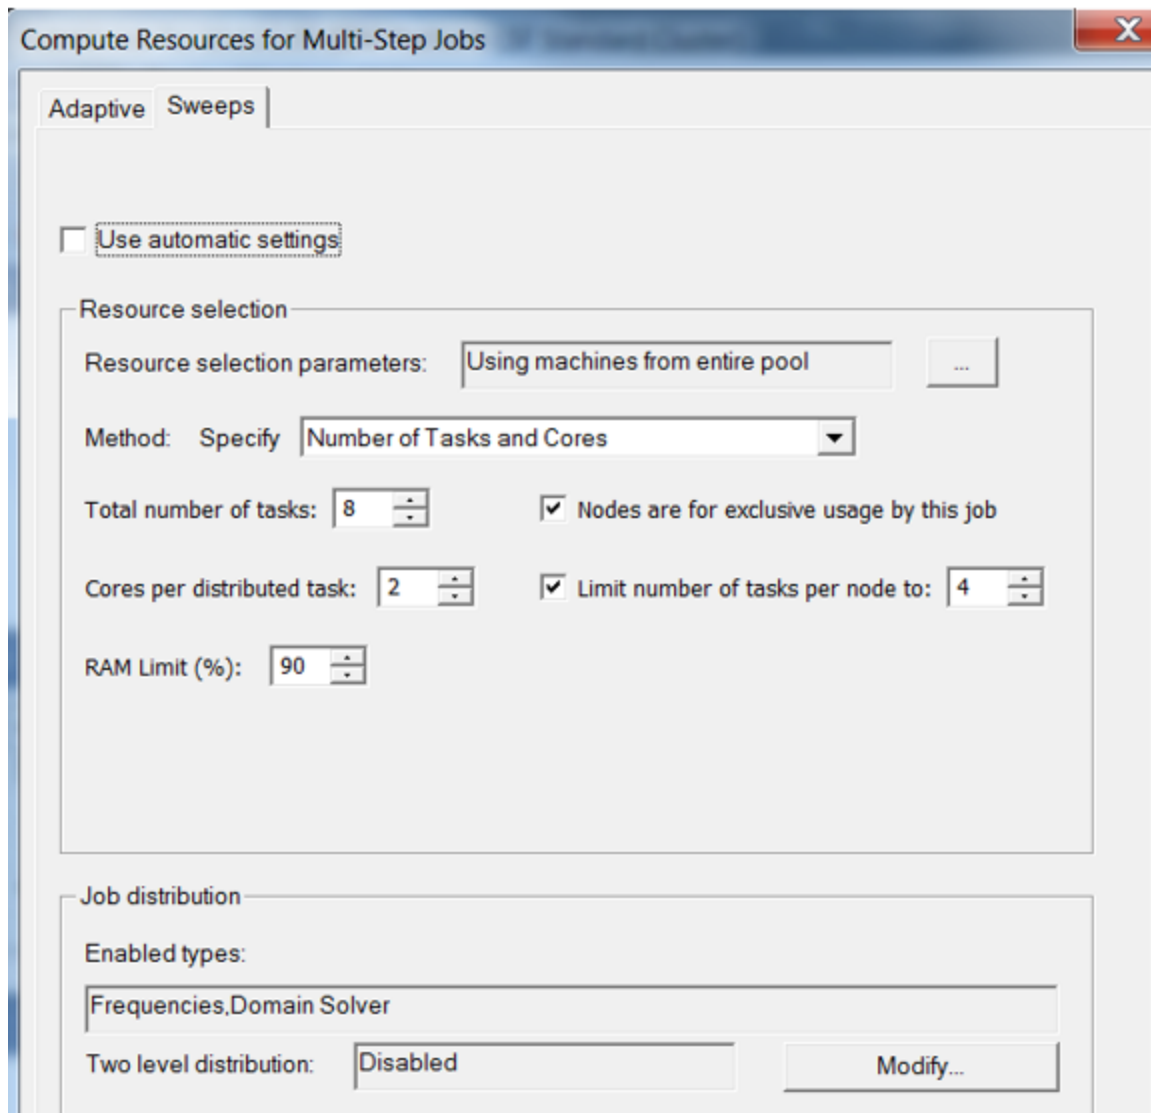 Compute Resources for Multi-Step Jobs
Adaptive Sweeps
Use automatic settings
Resource selection
Resource selection parameters: Using machines from entire pool ...
Method: Specify Number of Tasks and Cores
Total number of tasks: 8 Nodes are for exclusive usage by this job
Cores per distributed task: 2 Limit number of tasks per node to: 4
RAM Limit (%): 90
Job distribution
Enabled types:
Frequencies,Domain Solver
Two level distribution: Disabled Modify...